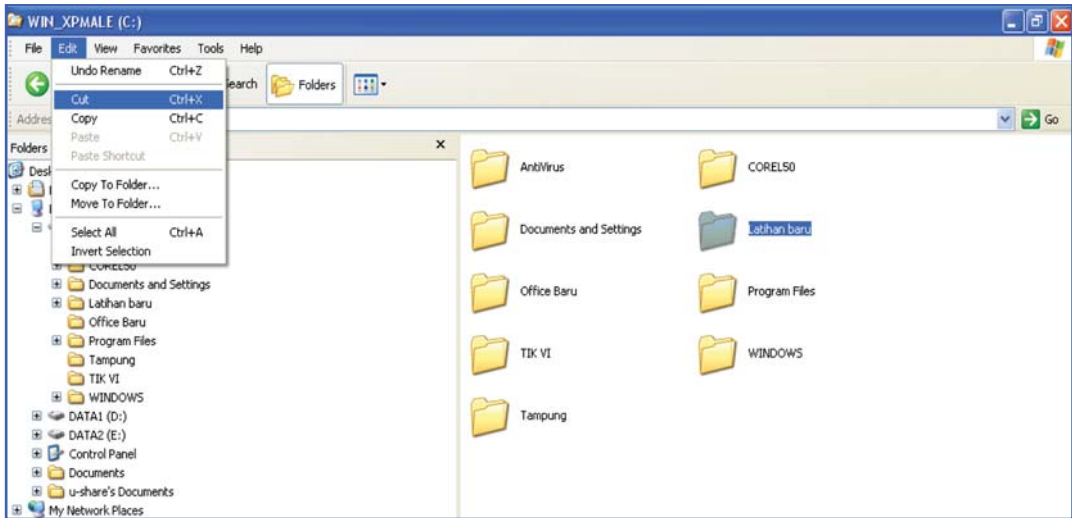 WIN_XPMALE (C:)
File Edit View Favorites Tools Help
Undo Rename Ctrl+Z
Cut Ctrl+X
Copy Ctrl+C
Paste Ctrl+V
Paste Shortcut
Copy To Folder...
Move To Folder...
Select All Ctrl+A
Invert Selection
Folders
Go
Folders
COREL50
Documents and Settings
Latihan baru
Office Baru
Program Files
Tampung
TIK VI
WINDOWS
DATA1 (D:)
DATA2 (E:)
Control Panel
Documents
u-share's Documents
My Network Places
AntiVirus COREL50
Documents and Settings Latihan baru
Office Baru Program Files
TIK VI WINDOWS
Tampung